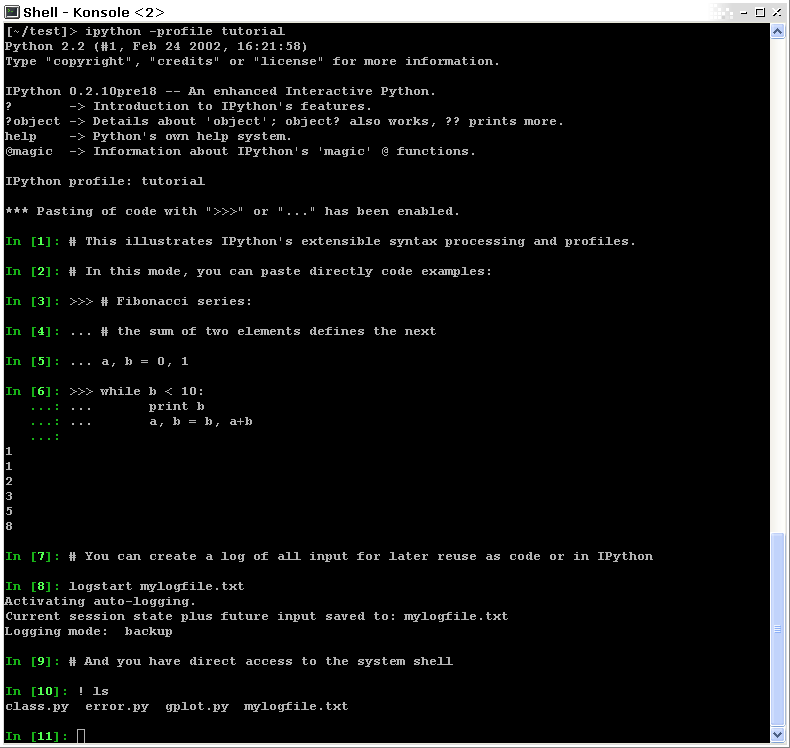 Shell - Konsole <2>
[~/test]> ipython -profile tutorial
Python 2.2 (#1, Feb 24 2002, 16:21:58)
Type "copyright", "credits" or "license" for more information.
IPython 0.2.10pre18 -- An enhanced Interactive Python.
?       -> Introduction to IPython's features.
?object -> Details about 'object'; object? also works, ?? prints more.
help    -> Python's own help system.
@magic  -> Information about IPython's 'magic' @ functions.
IPython profile: tutorial
*** Pasting of code with ">>>" or "..." has been enabled.
In [1]: # This illustrates IPython's extensible syntax processing and profiles.
In [2]: # In this mode, you can paste directly code examples:
In [3]: >>> # Fibonacci series:
In [4]: ... # the sum of two elements defines the next
In [5]: ... a, b = 0, 1
In [6]: >>> while b < 10:
   ...: ...       print b
   ...: ...       a, b = b, a+b
   ...:
1
1
2
3
5
8
In [7]: # You can create a log of all input for later reuse as code or in IPython
In [8]: logstart mylogfile.txt
Activating auto-logging.
Current session state plus future input saved to: mylogfile.txt
Logging mode:  backup
In [9]: # And you have direct access to the system shell
In [10]: ! ls
class.py  error.py  gplot.py  mylogfile.txt
In [11]: